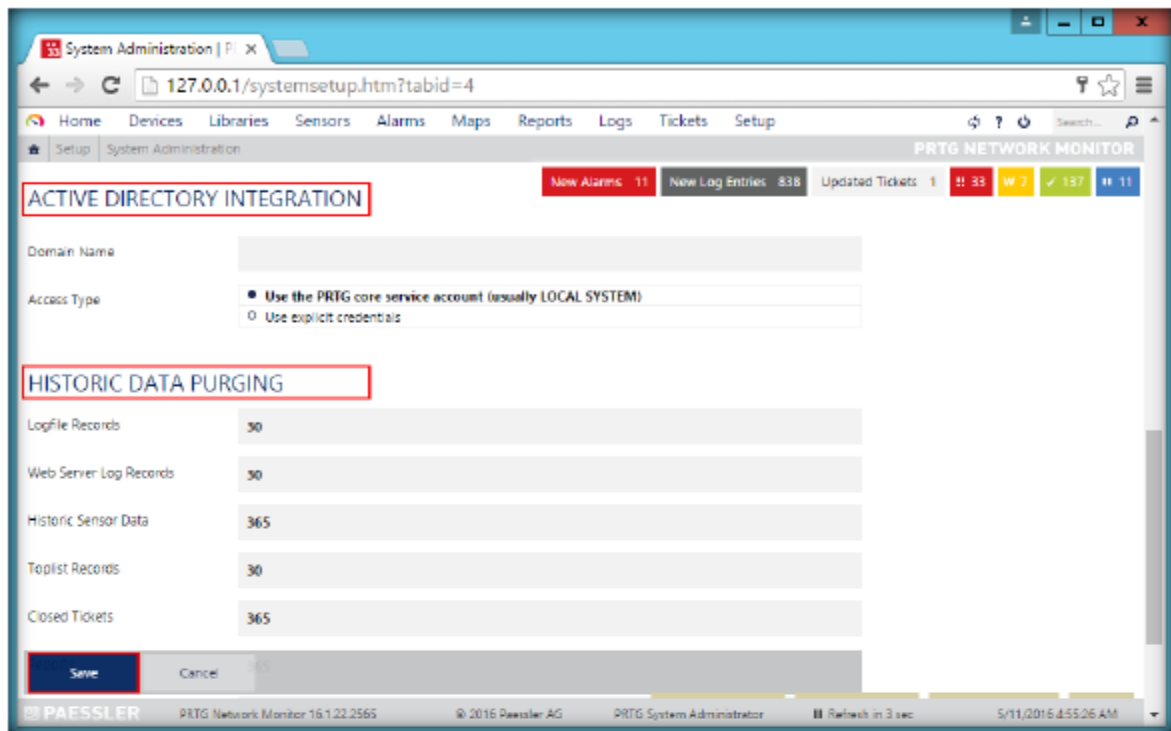 System Administration | P
127.0.0.1/systemsetup.htm?tabid=4
Home Devices Libraries Sensors Alarms Maps Reports Logs Tickets Setup Search...
Setup System Administration PRTG NETWORK MONITOR
New Alarms 11 New Log Entries 838 Updated Tickets 1 !! 33 W 7 ✓ 137 II 11
ACTIVE DIRECTORY INTEGRATION
Domain Name
Access Type
Use the PRTG core service account (usually LOCAL SYSTEM)
Use explicit credentials
HISTORIC DATA PURGING
Logfile Records 30
Web Server Log Records 30
Historic Sensor Data 365
Toplist Records 30
Closed Tickets 365
Save Cancel 365
PAESSLER PRTG Network Monitor 16.1.22.2565 © 2016 Paessler AG PRTG System Administrator Refresh in 3 sec 5/11/2016 4:55:26 AM